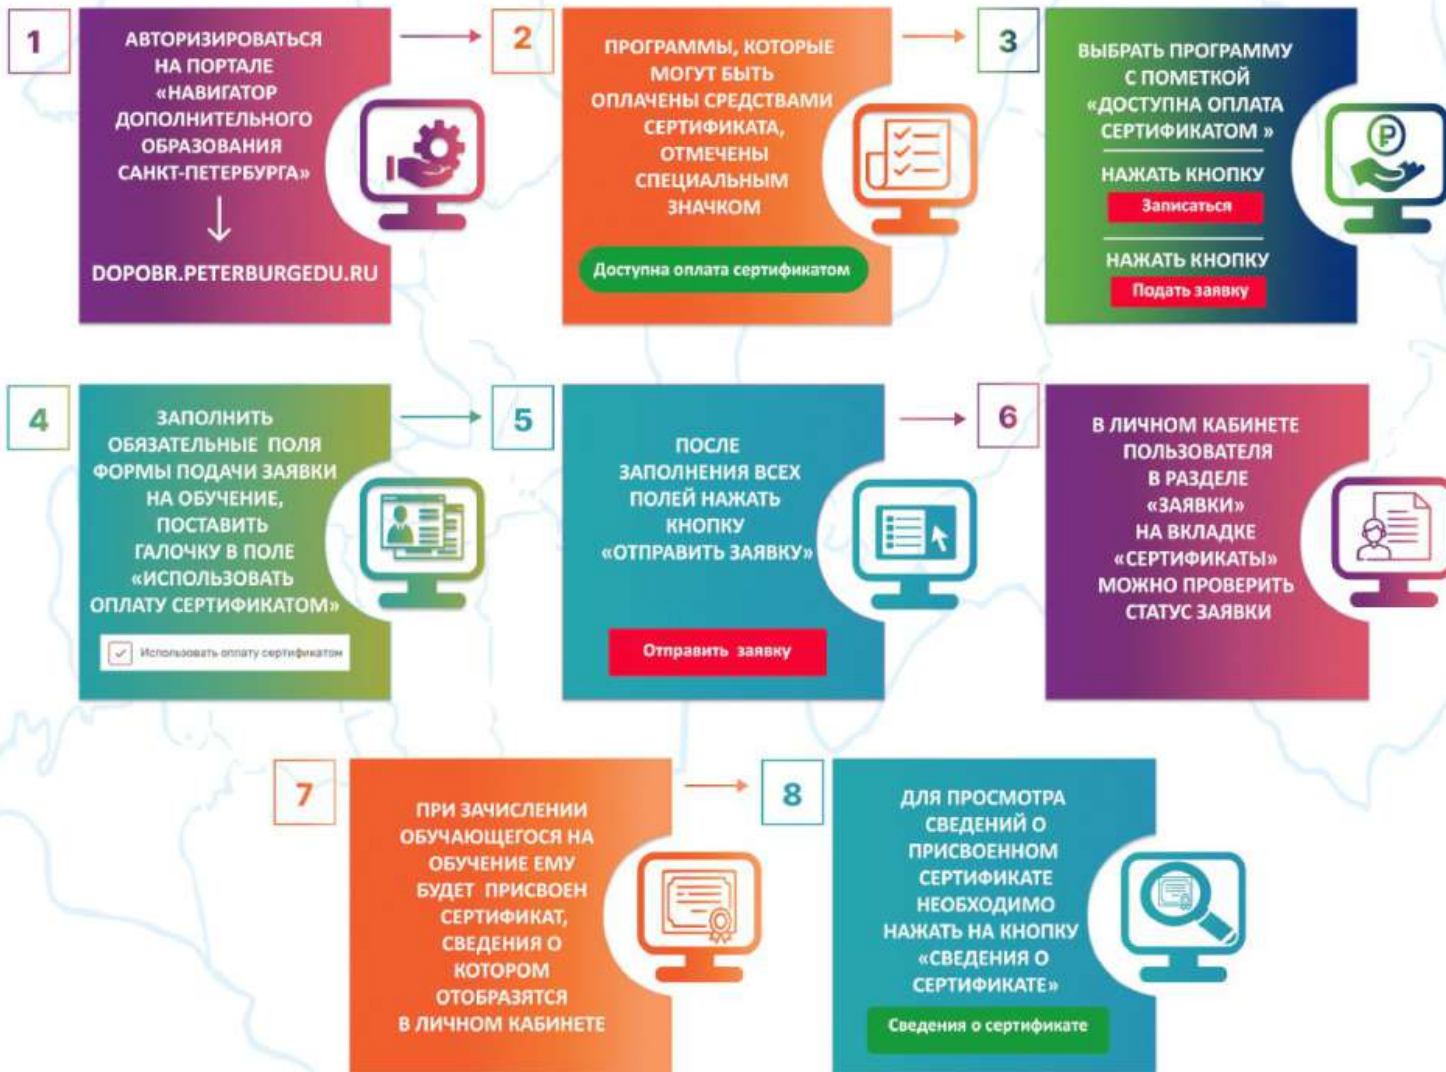 1
АВТОРИЗИРОВАТЬСЯ
НА ПОРТАЛЕ
«НАВИГАТОР
ДОПОЛНИТЕЛЬНОГО
ОБРАЗОВАНИЯ
САНКТ-ПЕТЕРБУРГА»
DOPOBR.PETERBURGEDU.RU
2
ПРОГРАММЫ, КОТОРЫЕ
МОГУТ БЫТЬ
ОПЛАЧЕНЫ СРЕДСТВАМИ
СЕРТИФИКАТА,
ОТМЕЧЕНЫ
СПЕЦИАЛЬНЫМ
ЗНАЧКОМ
Доступна оплата сертификатом
3
ВЫБРАТЬ ПРОГРАММУ
С ПОМЕТКОЙ
«ДОСТУПНА ОПЛАТА
СЕРТИФИКАТОМ »
НАЖАТЬ КНОПКУ
Записаться
НАЖАТЬ КНОПКУ
Подать заявку
4
ЗАПОЛНИТЬ
ОБЯЗАТЕЛЬНЫЕ ПОЛЯ
ФОРМЫ ПОДАЧИ ЗАЯВКИ
НА ОБУЧЕНИЕ,
ПОСТАВИТЬ
ГАЛОЧКУ В ПОЛЕ
«ИСПОЛЬЗОВАТЬ
ОПЛАТУ СЕРТИФИКАТОМ»
Использовать оплату сертификатом
5
ПОСЛЕ
ЗАПОЛНЕНИЯ ВСЕХ
ПОЛЕЙ НАЖАТЬ
КНОПКУ
«ОТПРАВИТЬ ЗАЯВКУ»
Отправить заявку
6
В ЛИЧНОМ КАБИНЕТЕ
ПОЛЬЗОВАТЕЛЯ
В РАЗДЕЛЕ
«ЗАЯВКИ»
НА ВКЛАДКЕ
«СЕРТИФИКАТЫ»
МОЖНО ПРОВЕРИТЬ
СТАТУС ЗАЯВКИ
7
ПРИ ЗАЧИСЛЕНИИ
ОБУЧАЮЩЕГОСЯ НА
ОБУЧЕНИЕ ЕМУ
БУДЕТ ПРИСВОЕН
СЕРТИФИКАТ,
СВЕДЕНИЯ О
КОТОРОМ
ОТОБРАЗЯТСЯ
В ЛИЧНОМ КАБИНЕТЕ
8
ДЛЯ ПРОСМОТРА
СВЕДЕНИЙ О
ПРИСВОЕННОМ
СЕРТИФИКАТЕ
НЕОБХОДИМО
НАЖАТЬ НА КНОПКУ
«СВЕДЕНИЯ О
СЕРТИФИКАТЕ»
Сведения о сертификате